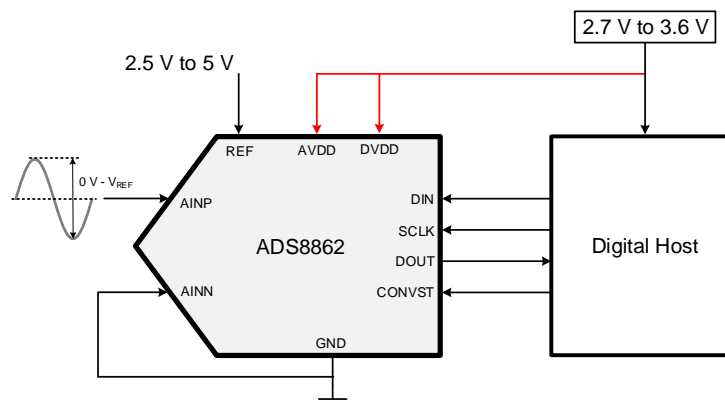 2.7 V to 3.6 V
2.5 V to 5 V
REF
AVDD
DVDD
0 V - VREF
AINP
DIN
SCLK
ADS8862
DOUT
Digital Host
AINN
CONVST
GND